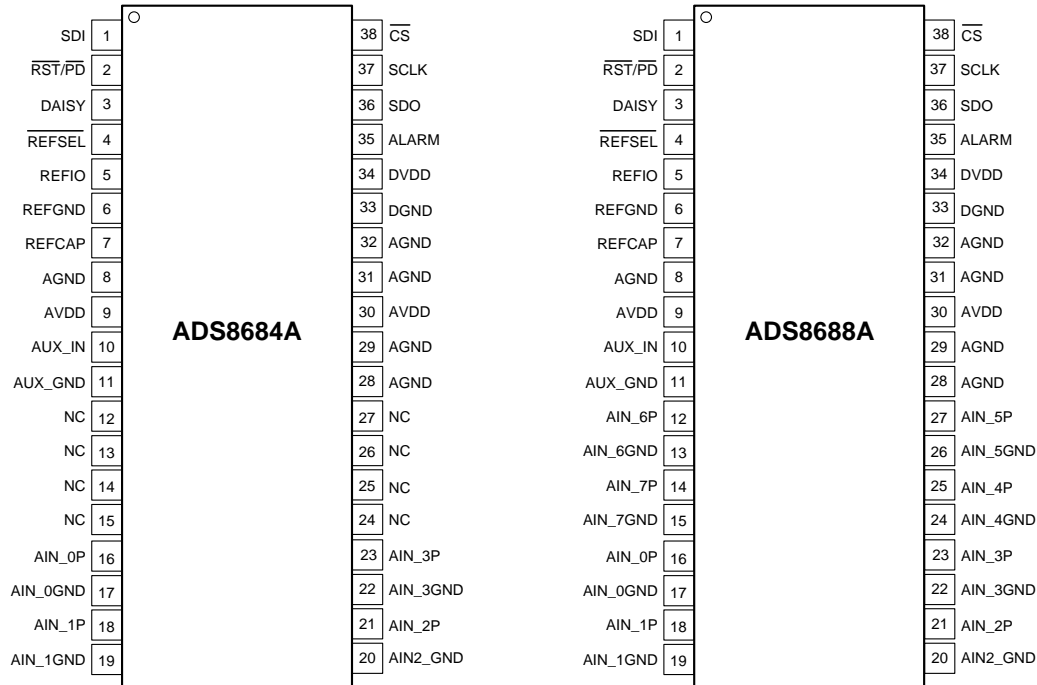 SDI 1 38 CS SDI 1 38 CS
RST/PD 2 37 SCLK RST/PD 2 37 SCLK
DAISY 3 36 SDO DAISY 3 36 SDO
REFSEL 4 35 ALARM REFSEL 4 35 ALARM
REFIO 5 34 DVDD REFIO 5 34 DVDD
REFGND 6 33 DGND REFGND 6 33 DGND
REFCAP 7 32 AGND REFCAP 7 32 AGND
AGND 8 31 AGND AGND 8 31 AGND
AVDD 9 30 AVDD AVDD 9 30 AVDD
ADS8684A ADS8688A
AUX_IN 10 29 AGND AUX_IN 10 29 AGND
AUX_GND 11 28 AGND AUX_GND 11 28 AGND
NC 12 27 NC AIN_6P 12 27 AIN_5P
NC 13 26 NC AIN_6GND 13 26 AIN_5GND
NC 14 25 NC AIN_7P 14 25 AIN_4P
NC 15 24 NC AIN_7GND 15 24 AIN_4GND
AIN_0P 16 23 AIN_3P AIN_0P 16 23 AIN_3P
AIN_0GND 17 22 AIN_3GND AIN_0GND 17 22 AIN_3GND
AIN_1P 18 21 AIN_2P AIN_1P 18 21 AIN_2P
AIN_1GND 19 20 AIN2_GND AIN_1GND 19 20 AIN2_GND